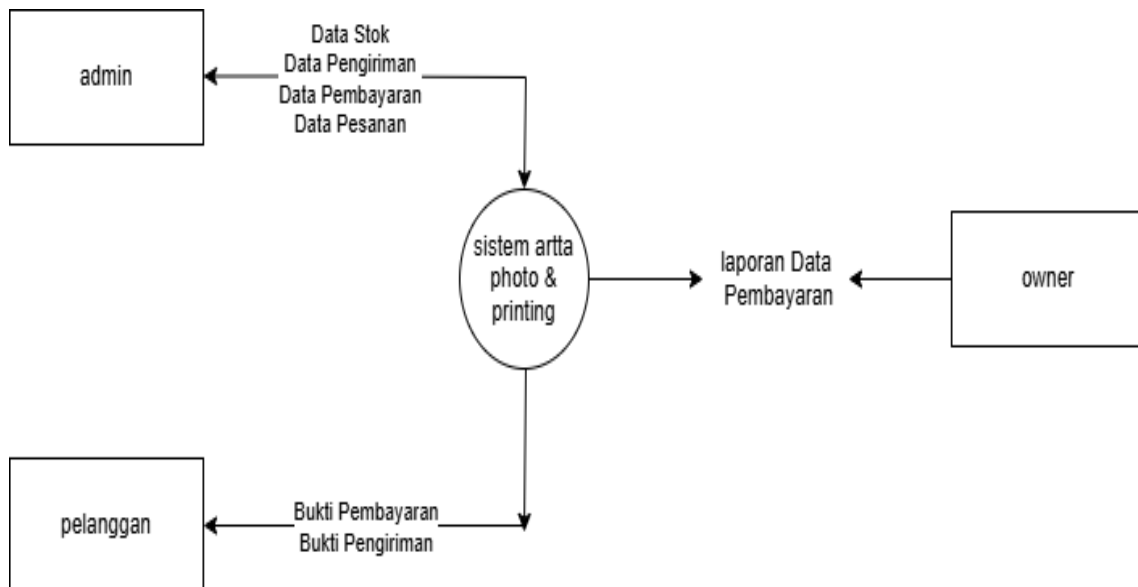 Data Stok
Data Pengiriman
Data Pembayaran
Data Pesanan
admin
sistem artta
photo &
printing
laporan Data
Pembayaran
owner
pelanggan
Bukti Pembayaran
Bukti Pengiriman